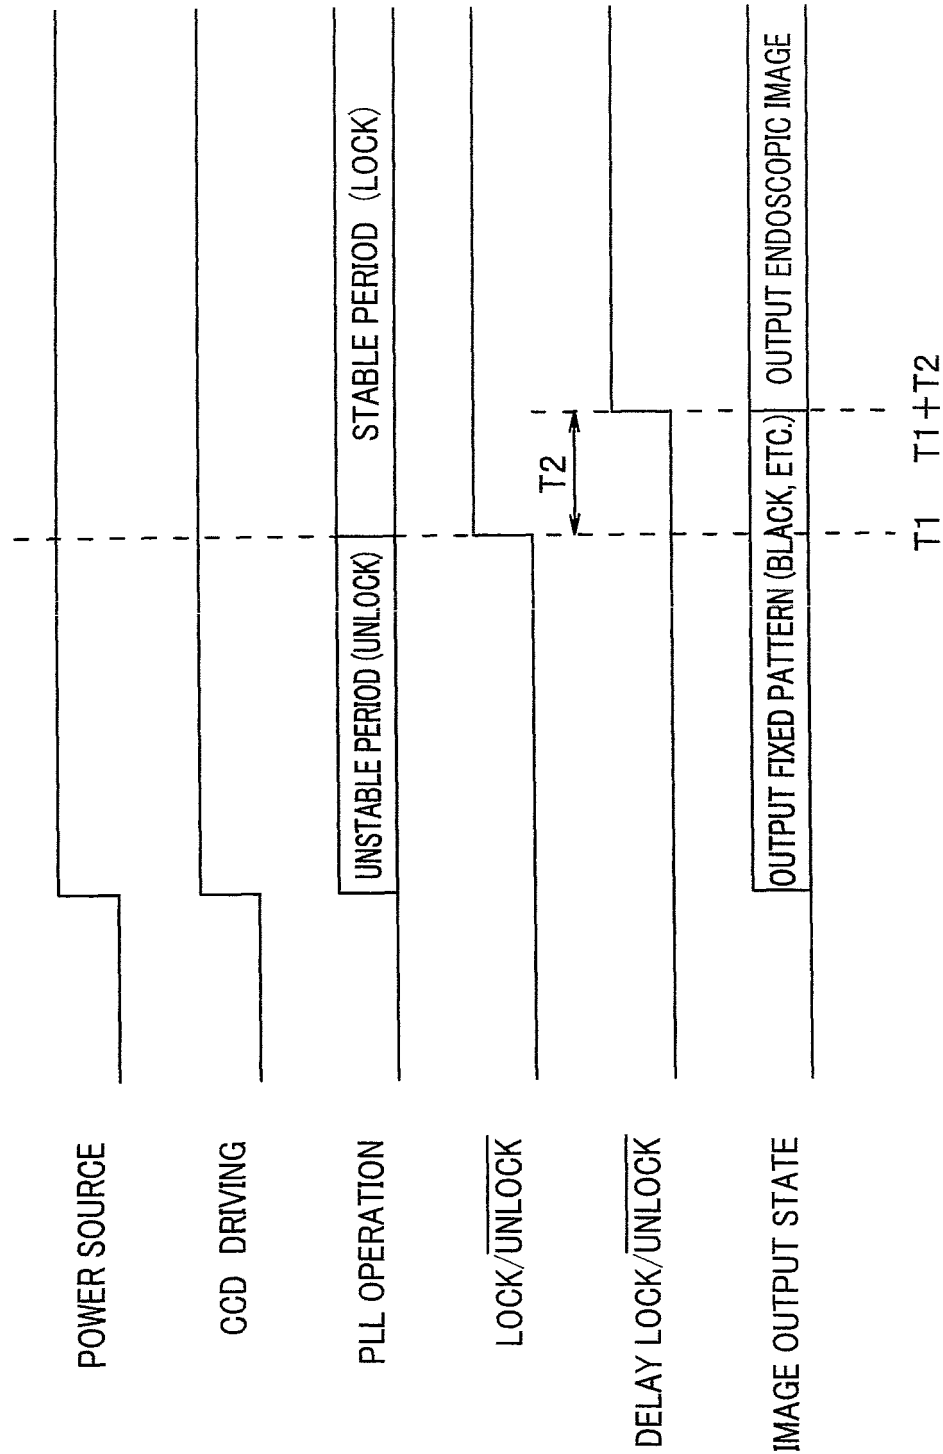 POWER SOURCE
CCD DRIVING
PLL OPERATION
UNSTABLE PERIOD (UNLOCK)
STABLE PERIOD (LOCK)
LOCK/UNLOCK
T2
DELAY LOCK/UNLOCK
IMAGE OUTPUT STATE
OUTPUT FIXED PATTERN (BLACK, ETC.)
OUTPUT ENDOSCOPIC IMAGE
T1
T1+T2